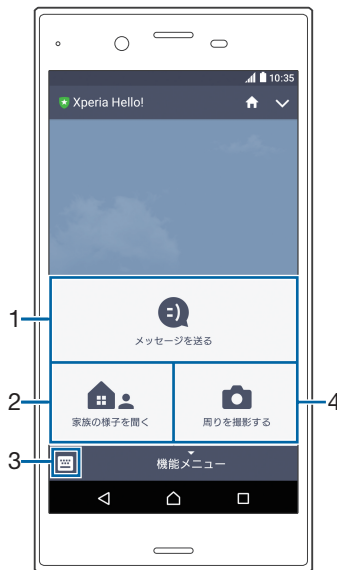 10:35
Xperia Hello!
1
メッセージを送る
2
4
家族の様子を聞く
周りを撮影する
3
機能メニュー